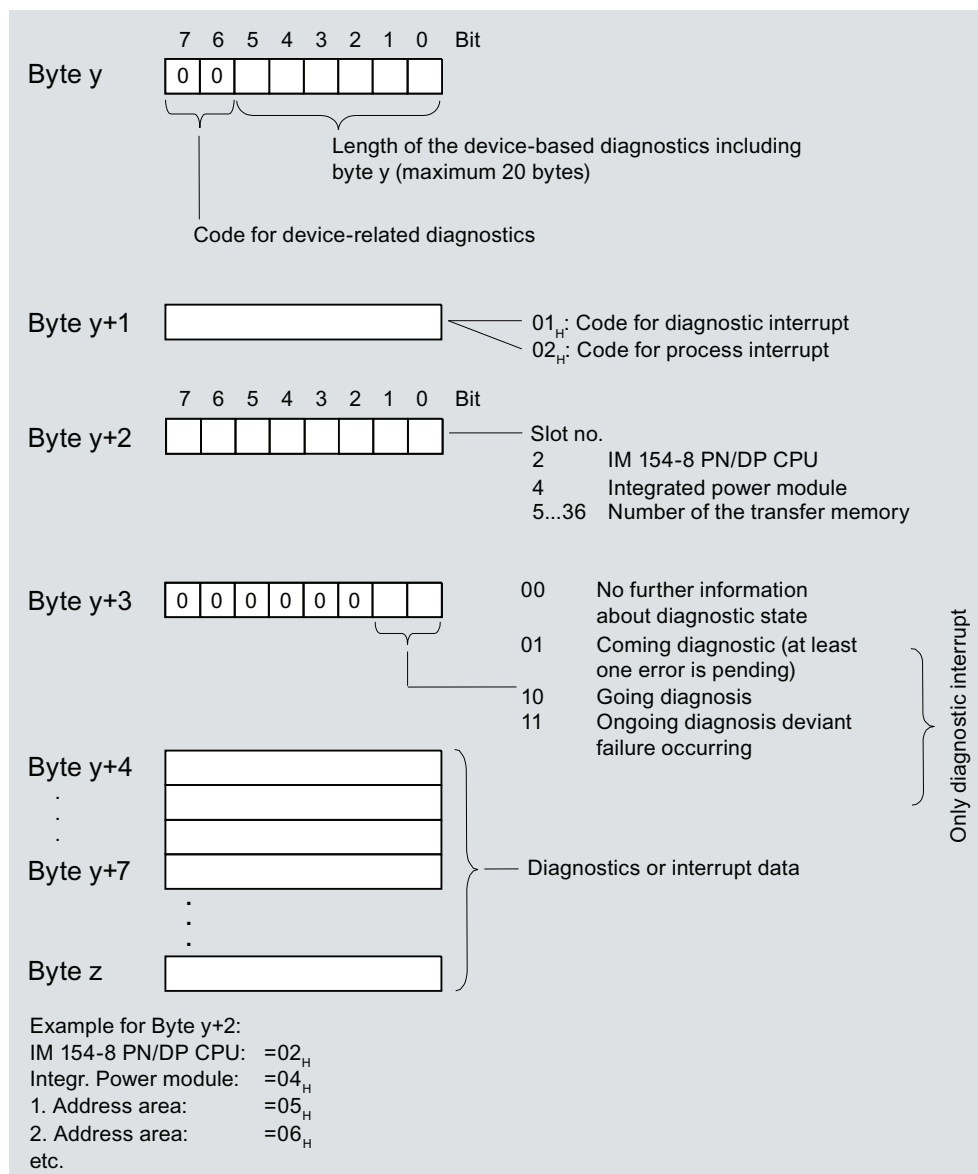 7 6 5 4 3 2 1 0 Bit
Byte y
0 0
Length of the device-based diagnostics including
byte y (maximum 20 bytes)
Code for device-related diagnostics
Byte y+1
01H: Code for diagnostic interrupt
02H: Code for process interrupt
7 6 5 4 3 2 1 0 Bit
Byte y+2
Slot no.
2 IM 154-8 PN/DP CPU
4 Integrated power module
5...36 Number of the transfer memory
Byte y+3
0 0 0 0 0 0
00 No further information
about diagnostic state
01 Coming diagnostic (at least
one error is pending)
10 Going diagnosis
11 Ongoing diagnosis deviant
failure occurring
Only diagnostic interrupt
Byte y+4
.
.
.
Byte y+7
Diagnostics or interrupt data
.
.
.
Byte z
Example for Byte y+2:
IM 154-8 PN/DP CPU: =02H
Integr. Power module: =04H
1. Address area: =05H
2. Address area: =06H
etc.